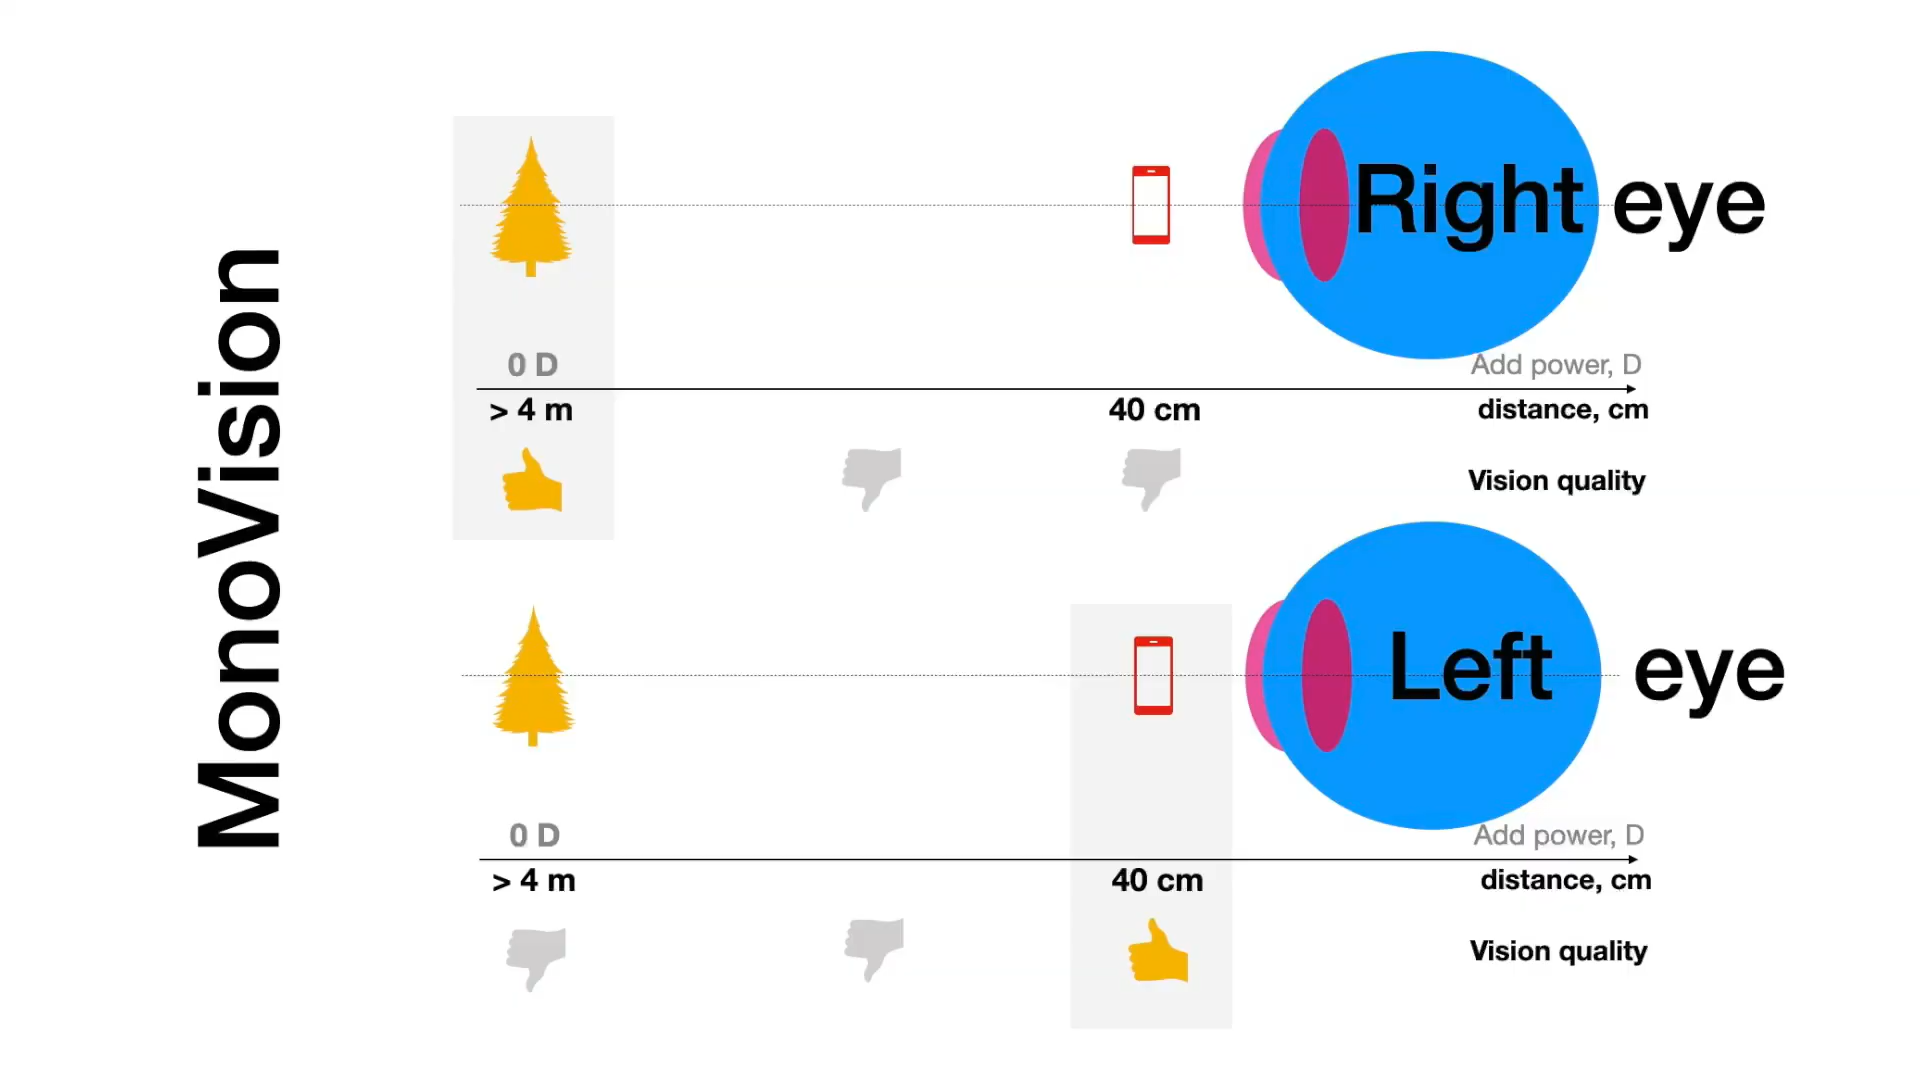 MonoVision
Right eye
0 D
Add power, D
> 4 m
40 cm
distance, cm
Vision quality
Left eye
0 D
Add power, D
> 4 m
40 cm
distance, cm
Vision quality